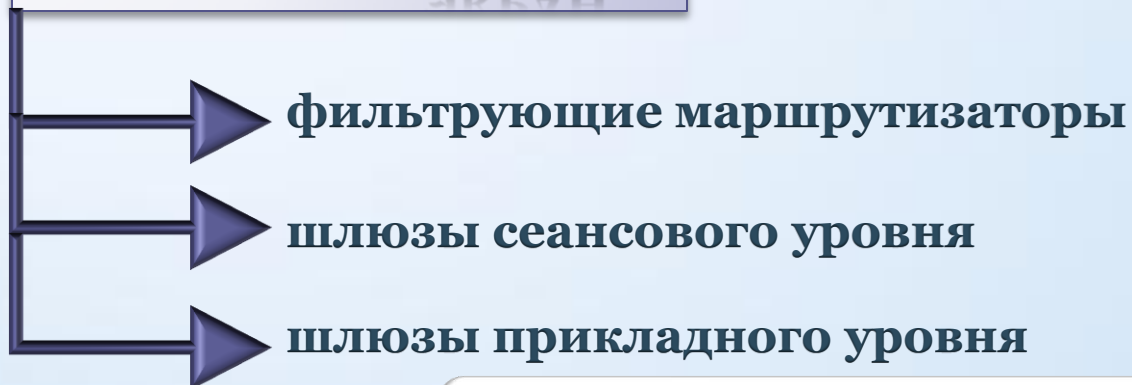 фильтрующие маршрутизаторы
шлюзы сеансового уровня
шлюзы прикладного уровня